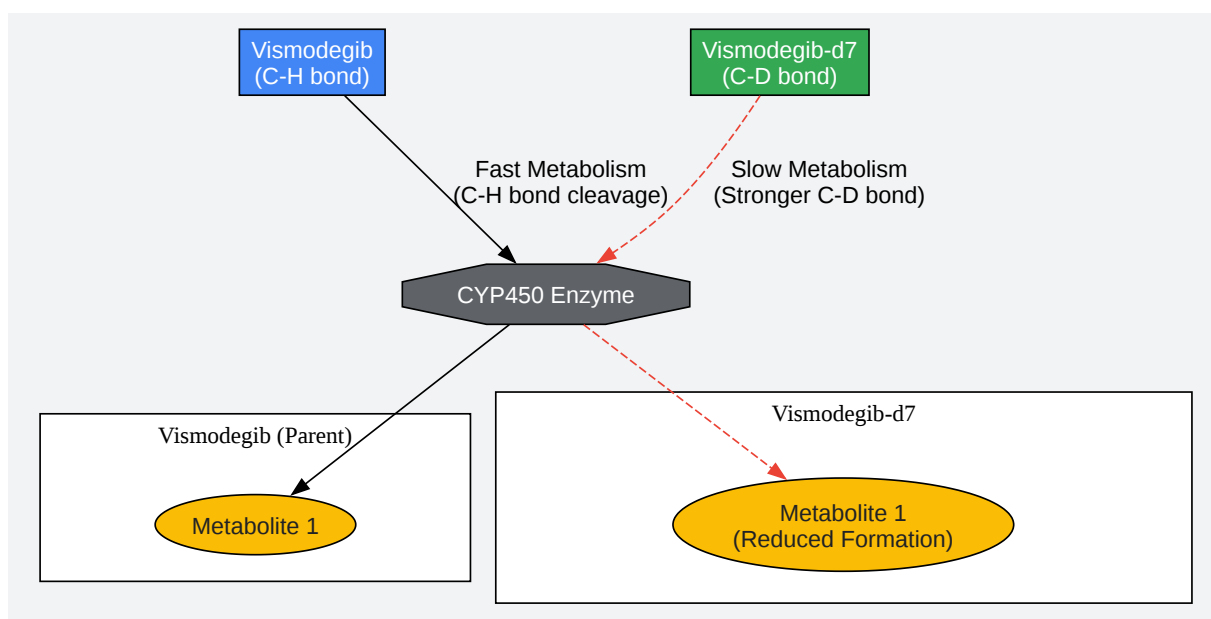 Vismodegib
(C-H bond)
Vismodegib-d7
(C-D bond)
Fast Metabolism
(C-H bond cleavage)
Slow Metabolism
(Stronger C-D bond)
CYP450 Enzyme
Vismodegib (Parent)
Metabolite 1
Vismodegib-d7
Metabolite 1
(Reduced Formation)